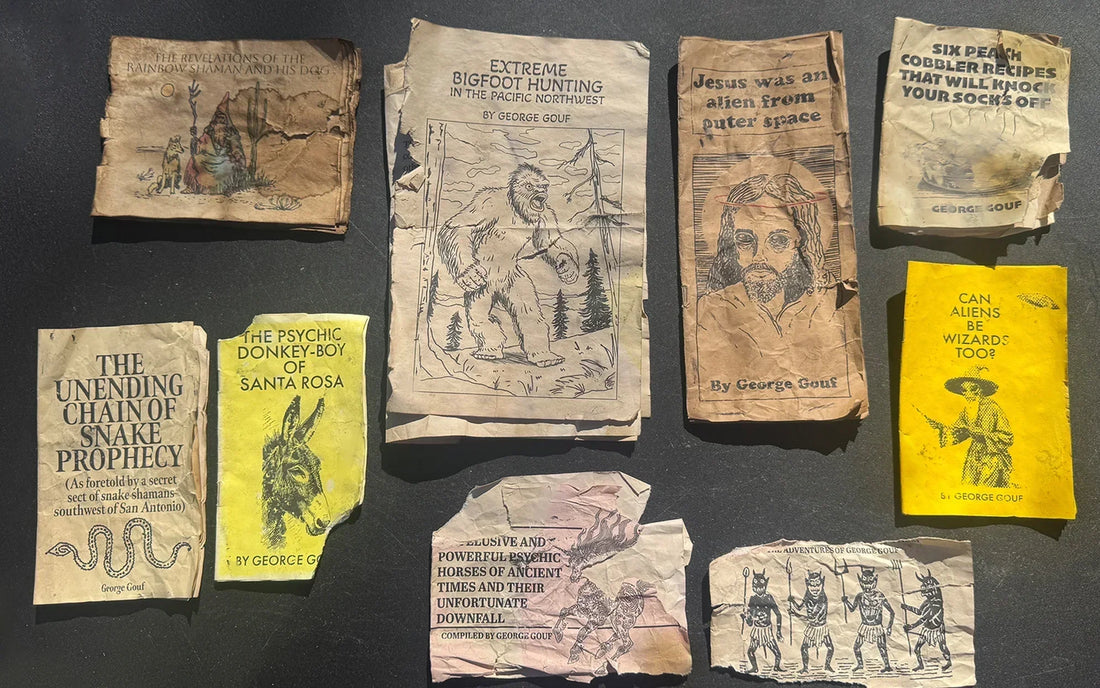 THE REVELATIONS OF THE
RAINBOW SHAMAN AND HIS DOG
EXTREME
BIGFOOT HUNTING
IN THE PACIFIC NORTHWEST
BY GEORGE GOUF
Jesus was an
alien from
outer space
By George Gouf
SIX PEACH
COBBLER RECIPES
THAT WILL KNOCK
YOUR SOCKS OFF
GEORGE GOUF
THE
UNENDING
CHAIN OF
SNAKE
PROPHECY
(As foretold by a secret
sect of snake shamans
southwest of San Antonio)
George Gouf
THE PSYCHIC
DONKEY-BOY
OF
SANTA ROSA
BY GEORGE GO
CAN
ALIENS
BE
WIZARDS
TOO?
BY GEORGE GOUF
ELUSIVE AND
POWERFUL PSYCHIC
HORSES OF ANCIENT
TIMES AND THEIR
UNFORTUNATE
DOWNFALL
COMPILED BY GEORGE GOUF
THE ADVENTURES OF GEORGE GOUF